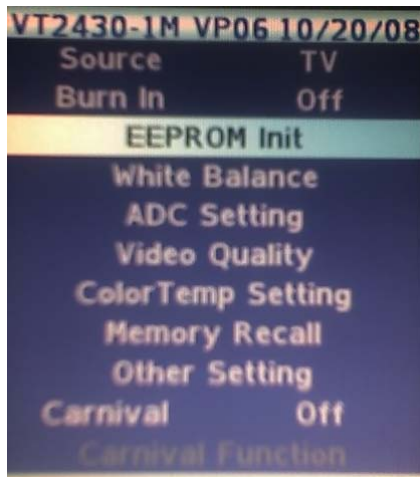 VT2430-1M VP06 10/20/08
Source TV
Burn In Off
EEPROM Init
White Balance
ADC Setting
Video Quality
ColorTemp Setting
Memory Recall
Other Setting
Carnival Off
Carnival Function